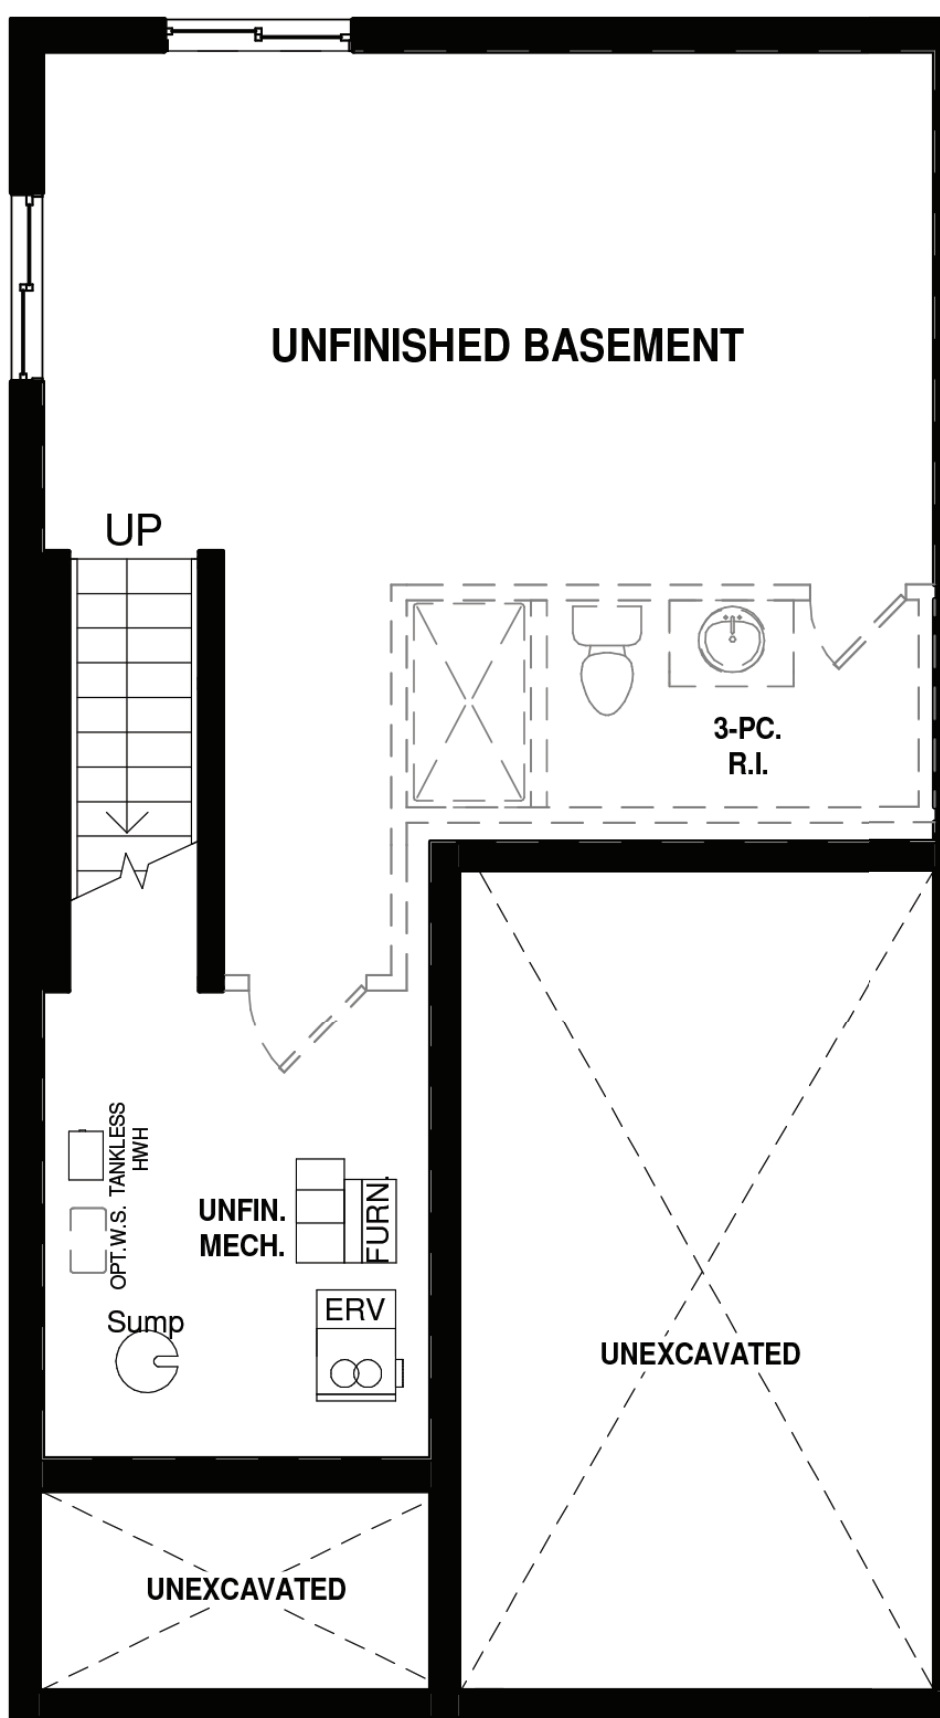 UNFINISHED BASEMENT
UP
3-PC.
R.I.
TANKLESS
HWH
OPT.W.S.
UNFIN.
MECH.
FURN.
ERV
Sump
UNEXCAVATED
UNEXCAVATED